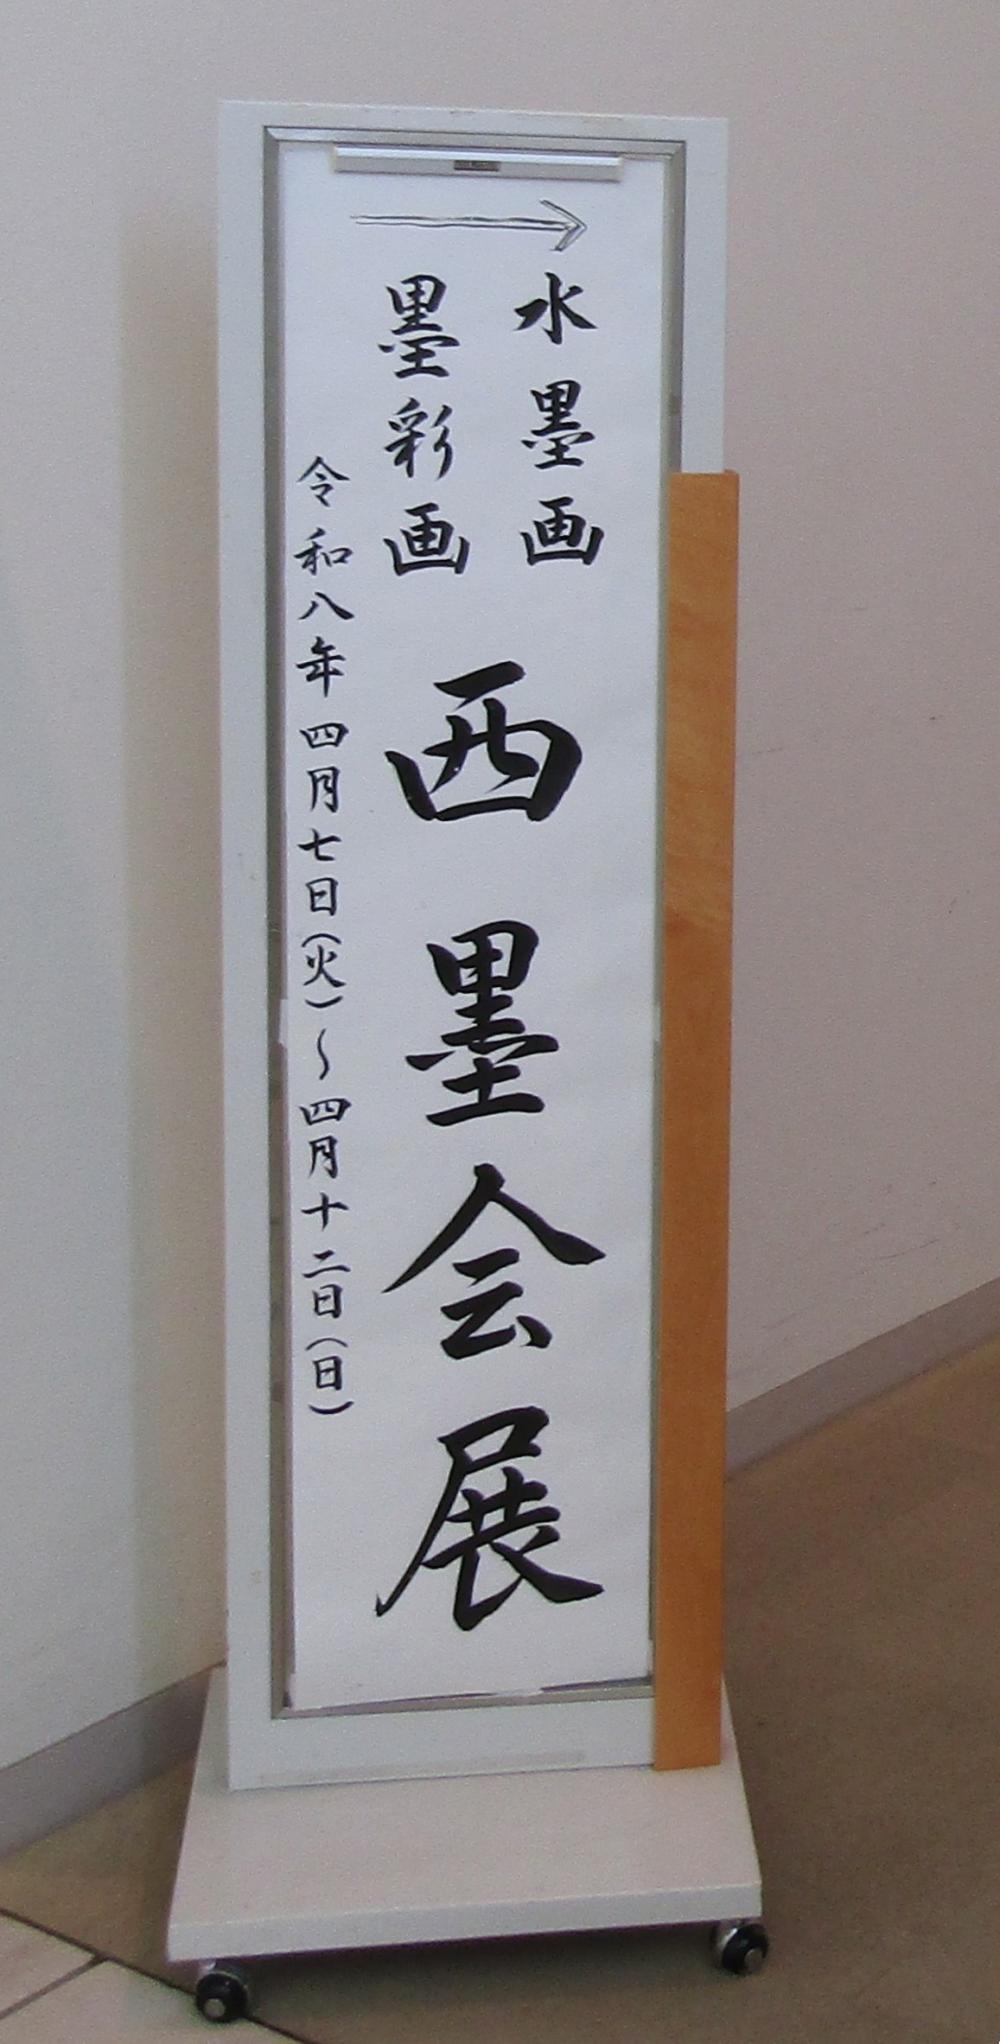 水墨画
墨彩画
西墨会展
令和八年四月七日(火)~四月十二日(日)